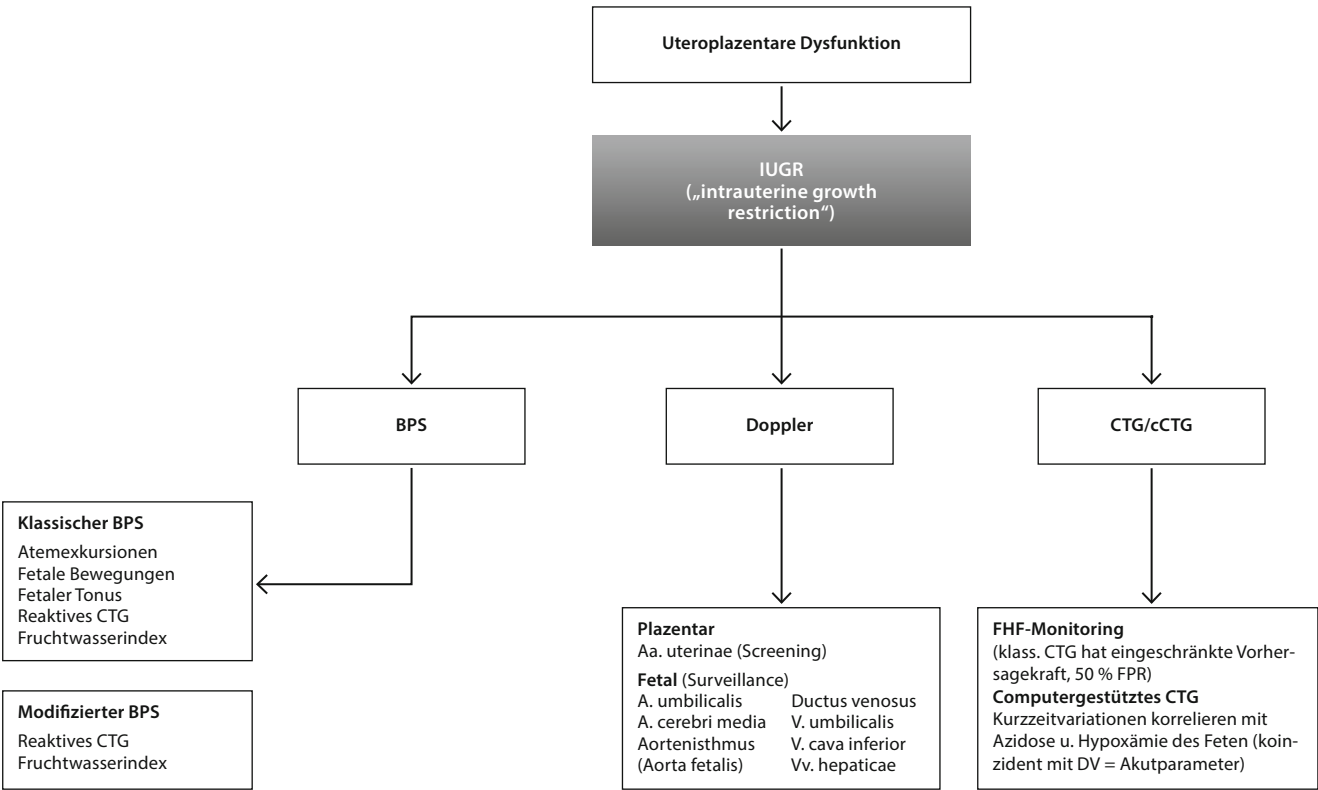 Uteroplazentare Dysfunktion
IUGR
(„intrauterine growth
restriction“)
BPS
Doppler
CTG/cCTG
Klassischer BPS
Atemexkursionen
Fetale Bewegungen
Fetaler Tonus
Reaktives CTG
Fruchtwasserindex
Modifizierter BPS
Reaktives CTG
Fruchtwasserindex
Plazentar
Aa. uterinae (Screening)
Fetal (Surveillance)
A. umbilicalis Ductus venosus
A. cerebri media V. umbilicalis
Aortenisthmus V. cava inferior
(Aorta fetalis) Vv. hepaticae
FHF-Monitoring
(klass. CTG hat eingeschränkte Vorher-
sagekraft, 50 % FPR)
Computergestütztes CTG
Kurzzeitvariationen korrelieren mit
Azidose u. Hypoxämie des Feten (koin-
zident mit DV = Akutparameter)